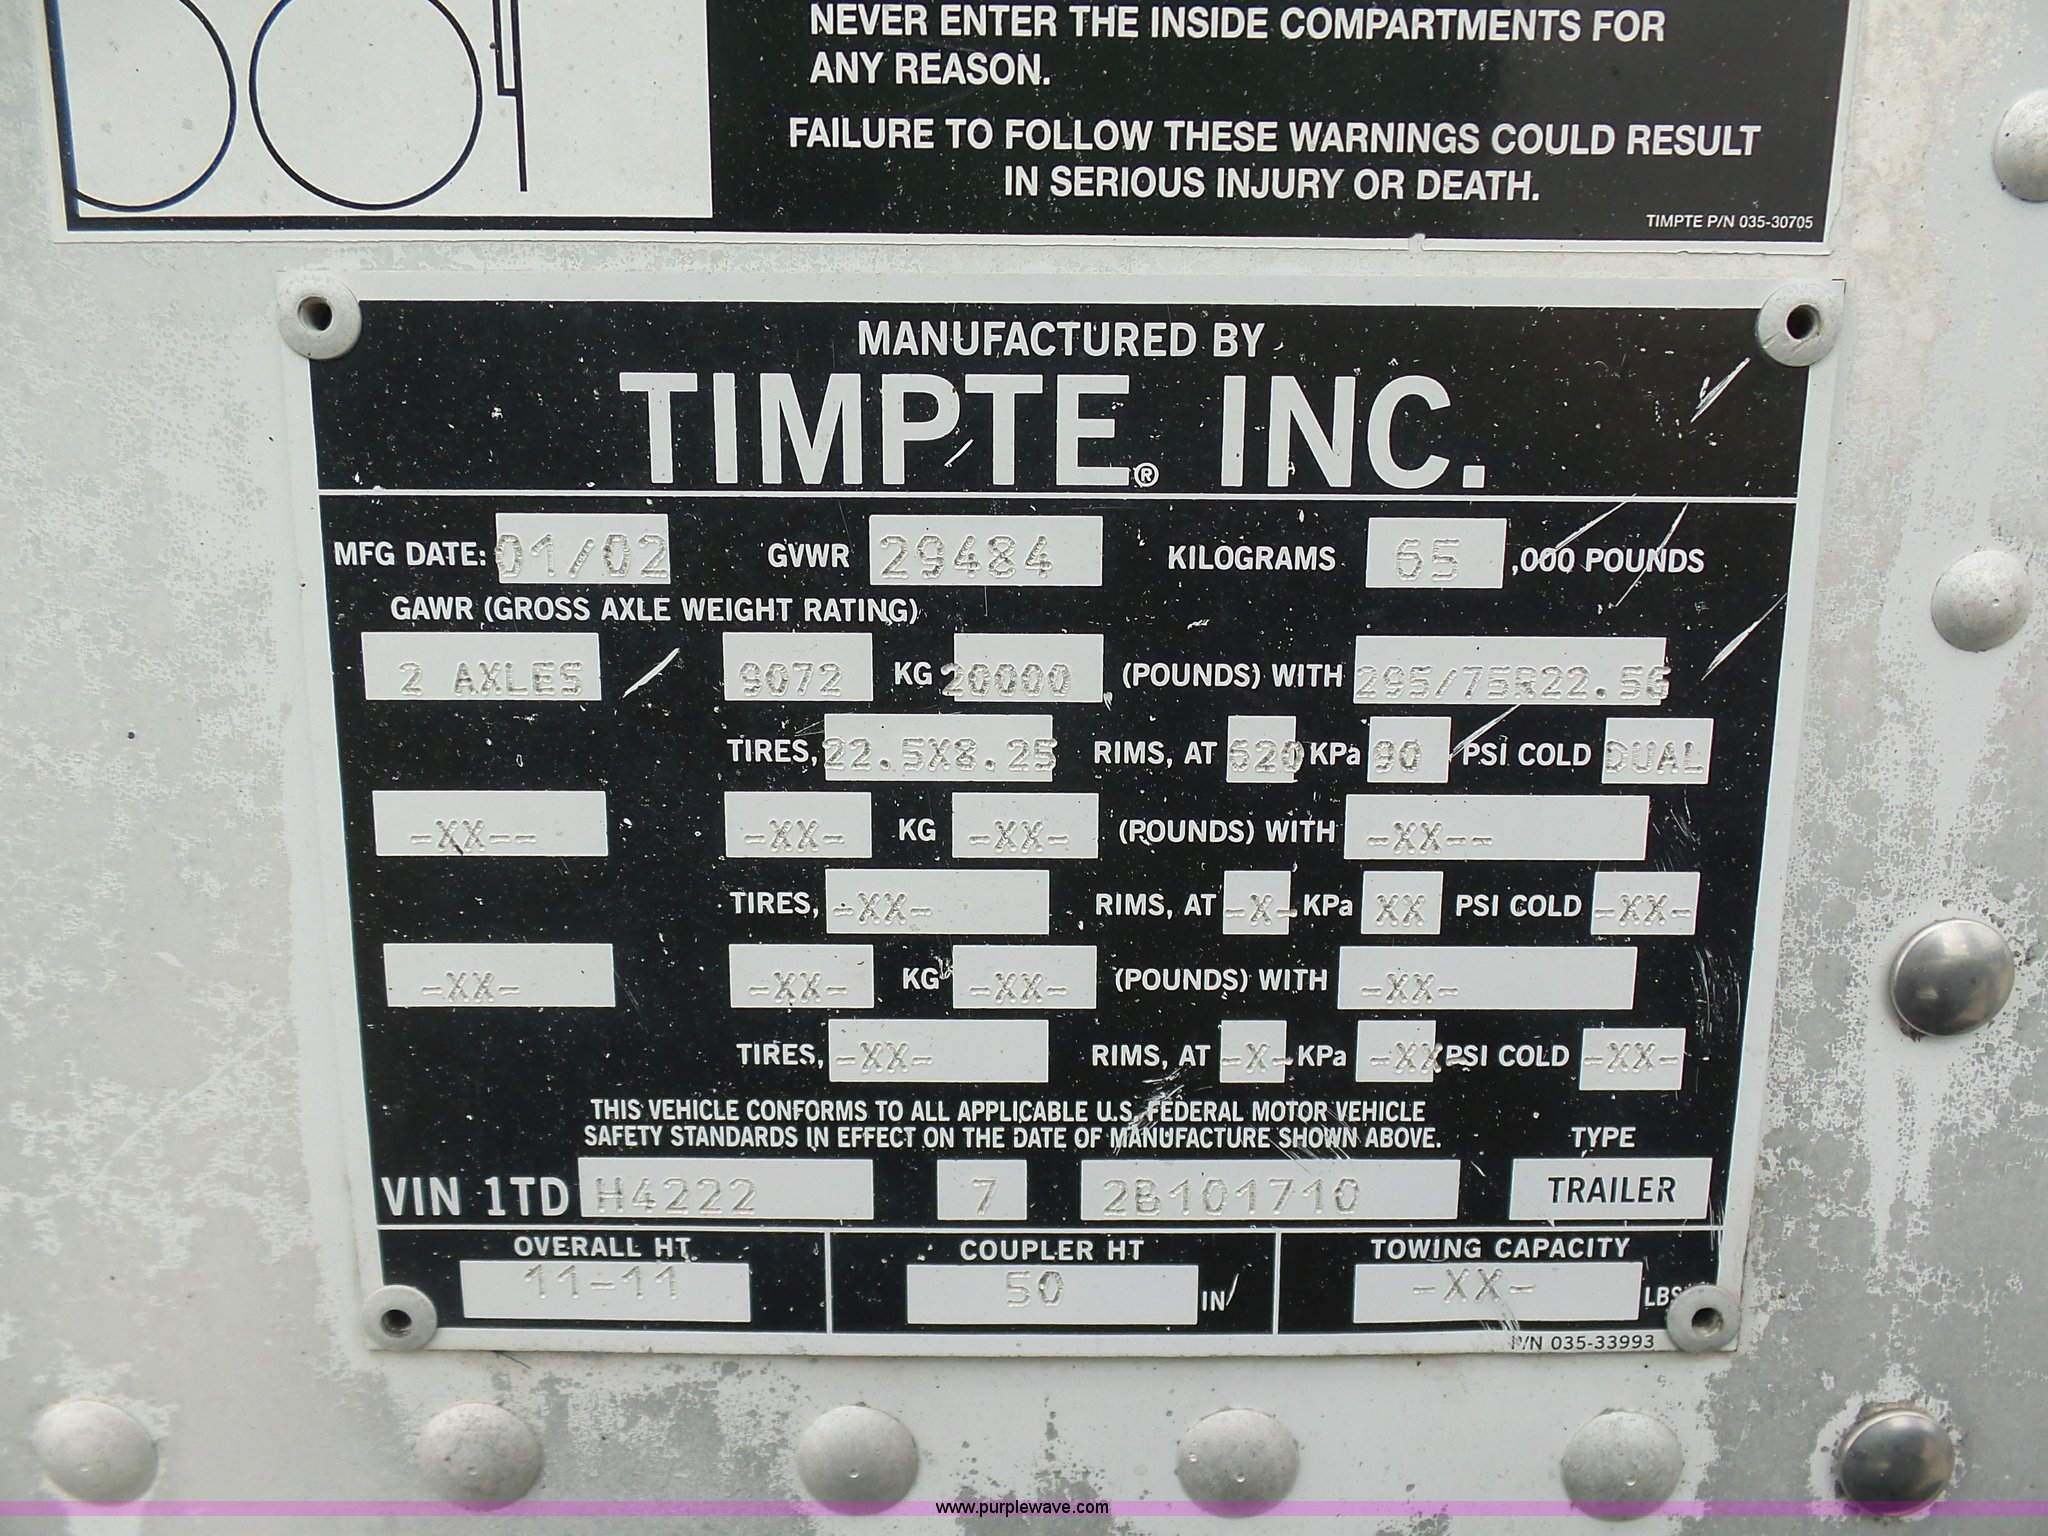 NEVER ENTER THE INSIDE COMPARTMENTS FOR
ANY REASON.
FAILURE TO FOLLOW THESE WARNINGS COULD RESULT
IN SERIOUS INJURY OR DEATH.
TIMPTE P/N 035-30705
MANUFACTURED BY
TIMPTE® INC.
MFG DATE: 01/02 GVWR 29484 KILOGRAMS 65 ,000 POUNDS
GAWR (GROSS AXLE WEIGHT RATING)
2 AXLES 9072 KG 20000 (POUNDS) WITH 295/75R22.5G
TIRES, 22.5X8.25 RIMS, AT 620 KPa 90 PSI COLD DUAL
-XX-- -XX- KG -XX- (POUNDS) WITH -XX--
TIRES, -XX- RIMS, AT -X- KPa XX PSI COLD -XX-
-XX- -XX- KG -XX- (POUNDS) WITH -XX-
TIRES, -XX- RIMS, AT -X- KPa -XX- PSI COLD -XX-
THIS VEHICLE CONFORMS TO ALL APPLICABLE U.S. FEDERAL MOTOR VEHICLE
SAFETY STANDARDS IN EFFECT ON THE DATE OF MANUFACTURE SHOWN ABOVE. TYPE
VIN 1TD H4222 7 2B101710 TRAILER
OVERALL HT COUPLER HT TOWING CAPACITY
11-11 50 IN -XX- LBS
P/N 035-33993
www.purplewave.com